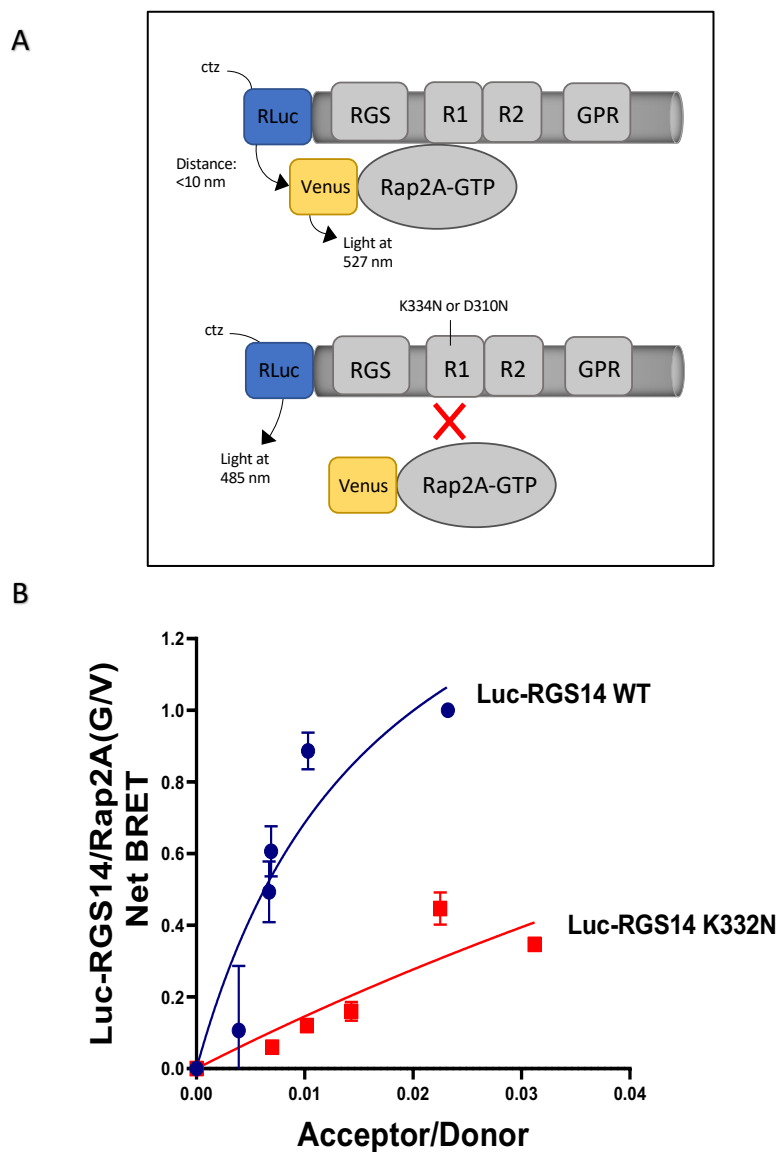 A
ctz
RLuc
RGS
R1
R2
GPR
Distance:
<10 nm
Venus
Rap2A-GTP
Light at
527 nm
K334N or D310N
ctz
RLuc
RGS
R1
R2
GPR
Light at
485 nm
Venus
Rap2A-GTP
B
Luc-RGS14/Rap2A(G/V)
Net BRET
1.2
1.0
0.8
0.6
0.4
0.2
0.0
Luc-RGS14 WT
Luc-RGS14 K332N
0.00
0.01
0.02
0.03
0.04
Acceptor/Donor